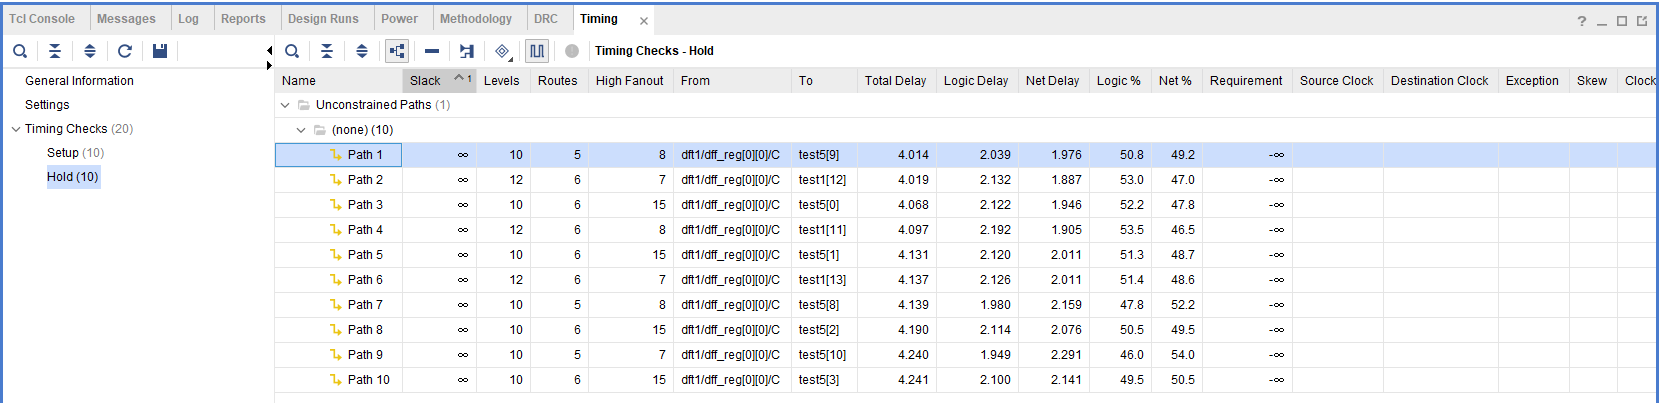 Tcl Console Messages Log Reports Design Runs Power Methodology DRC Timing × ? _
Timing Checks - Hold
General Information
Settings
Timing Checks (20)
Setup (10)
Hold (10)
Name Slack 1 Levels Routes High Fanout From To Total Delay Logic Delay Net Delay Logic % Net % Requirement Source Clock Destination Clock Exception Skew Clock
Unconstrained Paths (1)
(none) (10)
Path 1 ∞ 10 5 8 dft1/dff_reg[0][0]/C test5[9] 4.014 2.039 1.976 50.8 49.2 -∞
Path 2 ∞ 12 6 7 dft1/dff_reg[0][0]/C test1[12] 4.019 2.132 1.887 53.0 47.0 -∞
Path 3 ∞ 10 6 15 dft1/dff_reg[0][0]/C test5[0] 4.068 2.122 1.946 52.2 47.8 -∞
Path 4 ∞ 12 6 8 dft1/dff_reg[0][0]/C test1[11] 4.097 2.192 1.905 53.5 46.5 -∞
Path 5 ∞ 10 6 15 dft1/dff_reg[0][0]/C test5[1] 4.131 2.120 2.011 51.3 48.7 -∞
Path 6 ∞ 12 6 7 dft1/dff_reg[0][0]/C test1[13] 4.137 2.126 2.011 51.4 48.6 -∞
Path 7 ∞ 10 5 8 dft1/dff_reg[0][0]/C test5[8] 4.139 1.980 2.159 47.8 52.2 -∞
Path 8 ∞ 10 6 15 dft1/dff_reg[0][0]/C test5[2] 4.190 2.114 2.076 50.5 49.5 -∞
Path 9 ∞ 10 5 7 dft1/dff_reg[0][0]/C test5[10] 4.240 1.949 2.291 46.0 54.0 -∞
Path 10 ∞ 10 6 15 dft1/dff_reg[0][0]/C test5[3] 4.241 2.100 2.141 49.5 50.5 -∞